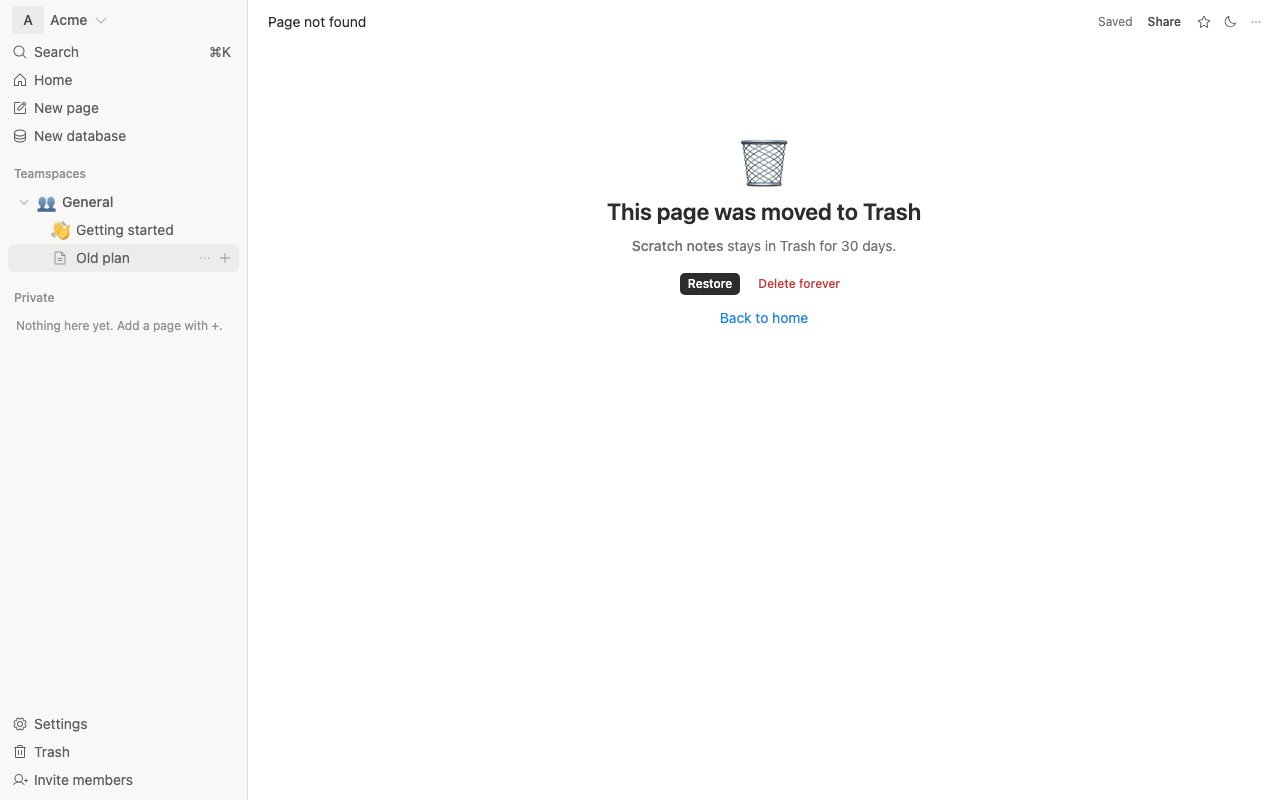 A Acme
Search ⌘K
Home
New page
New database
Teamspaces
General
Getting started
Old plan
Private
Nothing here yet. Add a page with +.
Settings
Trash
Invite members
Page not found
Saved Share
This page was moved to Trash
Scratch notes stays in Trash for 30 days.
Restore Delete forever
Back to home